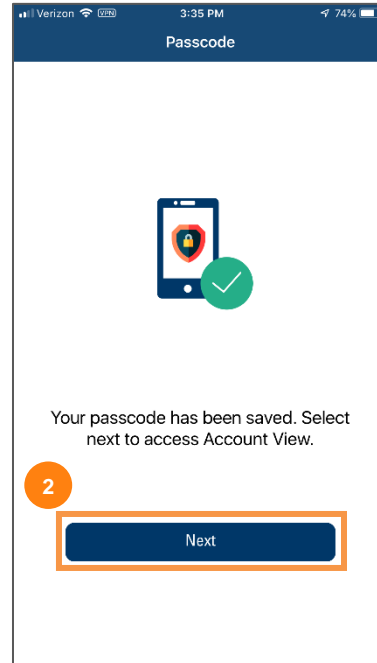 Verizon VPN 3:35 PM 74%
Passcode
Your passcode has been saved. Select
next to access Account View.
2
Next